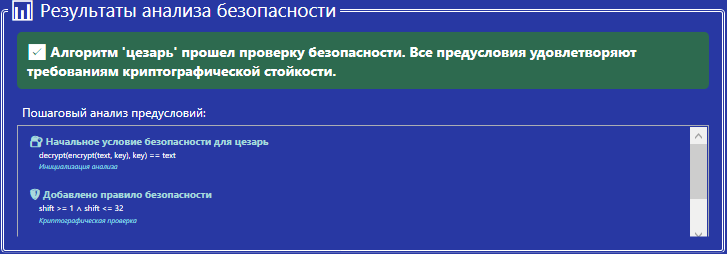 Результаты анализа безопасности
Алгоритм 'цезарь' прошел проверку безопасности. Все предусловия удовлетворяют
требованиям криптографической стойкости.
Пошаговый анализ предусловий:
Начальное условие безопасности для цезарь
decrypt(encrypt(text, key), key) == text
Инициализация анализа
Добавлено правило безопасности
shift >= 1 ∧ shift <= 32
Криптографическая проверка